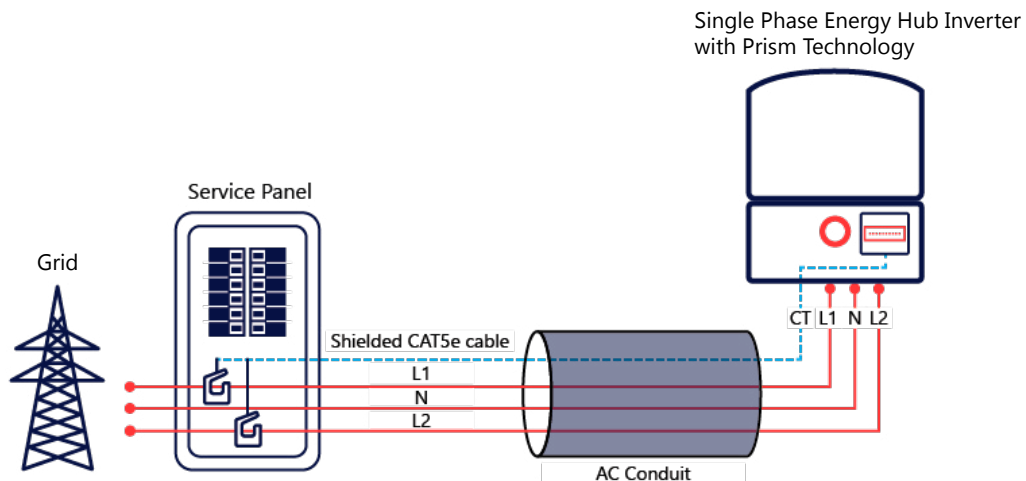 Single Phase Energy Hub Inverter
with Prism Technology
Service Panel
Grid
CT L1 N L2
Shielded CAT5e cable
L1
N
L2
AC Conduit